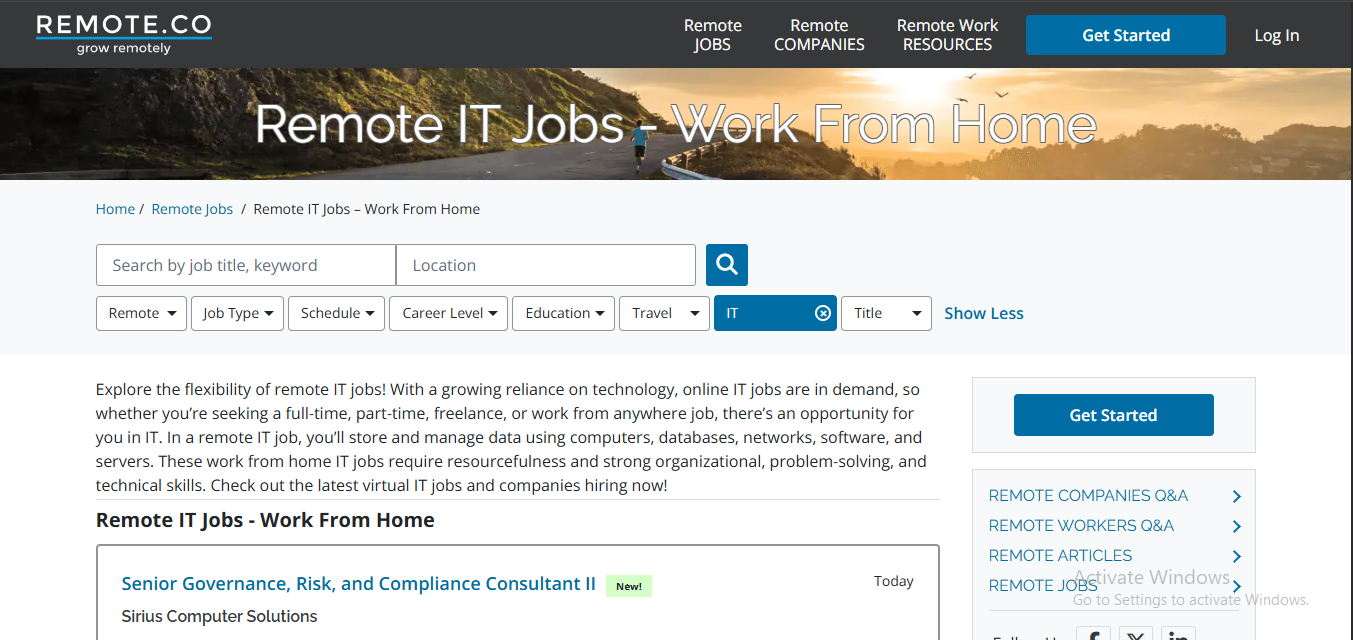 REMOTE.CO
grow remotely
Remote
JOBS
Remote
COMPANIES
Remote Work
RESOURCES
Get Started
Log In
Remote IT Jobs - Work From Home
Home / Remote Jobs / Remote IT Jobs – Work From Home
Search by job title, keyword
Location
Remote
Job Type
Schedule
Career Level
Education
Travel
IT
Title
Show Less
Explore the flexibility of remote IT jobs! With a growing reliance on technology, online IT jobs are in demand, so
whether you’re seeking a full-time, part-time, freelance, or work from anywhere job, there’s an opportunity for
you in IT. In a remote IT job, you’ll store and manage data using computers, databases, networks, software, and
servers. These work from home IT jobs require resourcefulness and strong organizational, problem-solving, and
technical skills. Check out the latest virtual IT jobs and companies hiring now!
Remote IT Jobs - Work From Home
Senior Governance, Risk, and Compliance Consultant II
New!
Today
Sirius Computer Solutions
Get Started
REMOTE COMPANIES Q&A
REMOTE WORKERS Q&A
REMOTE ARTICLES
REMOTE JOBS
Activate Windows
Go to Settings to activate Windows.